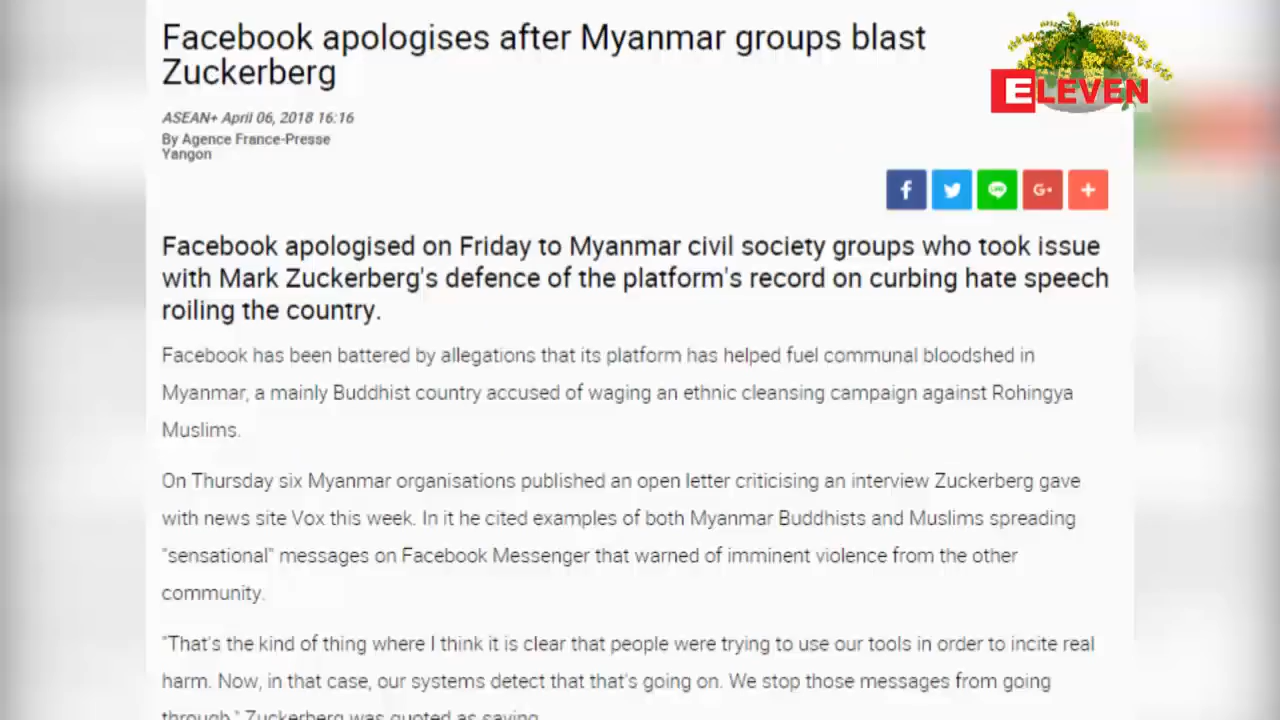 Facebook apologises after Myanmar groups blast
Zuckerberg
ELEVEN
ASEAN+ April 06, 2018 16:16
By Agence France-Presse
Yangon
f
G+
+
Facebook apologised on Friday to Myanmar civil society groups who took issue
with Mark Zuckerberg's defence of the platform's record on curbing hate speech
roiling the country.
Facebook has been battered by allegations that its platform has helped fuel communal bloodshed in
Myanmar, a mainly Buddhist country accused of waging an ethnic cleansing campaign against Rohingya
Muslims.
On Thursday six Myanmar organisations published an open letter criticising an interview Zuckerberg gave
with news site Vox this week. In it he cited examples of both Myanmar Buddhists and Muslims spreading
"sensational" messages on Facebook Messenger that warned of imminent violence from the other
community.
"That's the kind of thing where I think it is clear that people were trying to use our tools in order to incite real
harm. Now, in that case, our systems detect that that's going on. We stop those messages from going
through," Zuckerberg was quoted as saying.